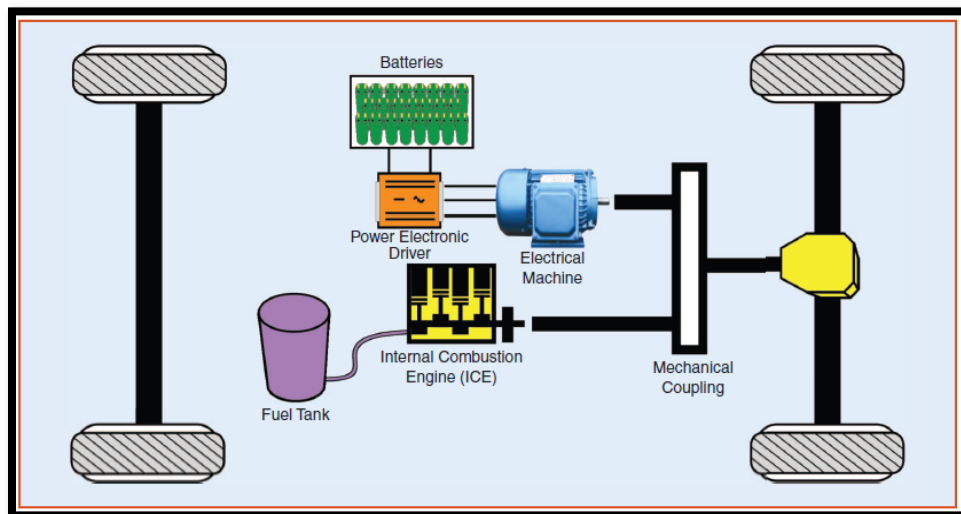 Batteries
Power Electronic
Driver
Electrical
Machine
Internal Combustion
Engine (ICE)
Mechanical
Coupling
Fuel Tank